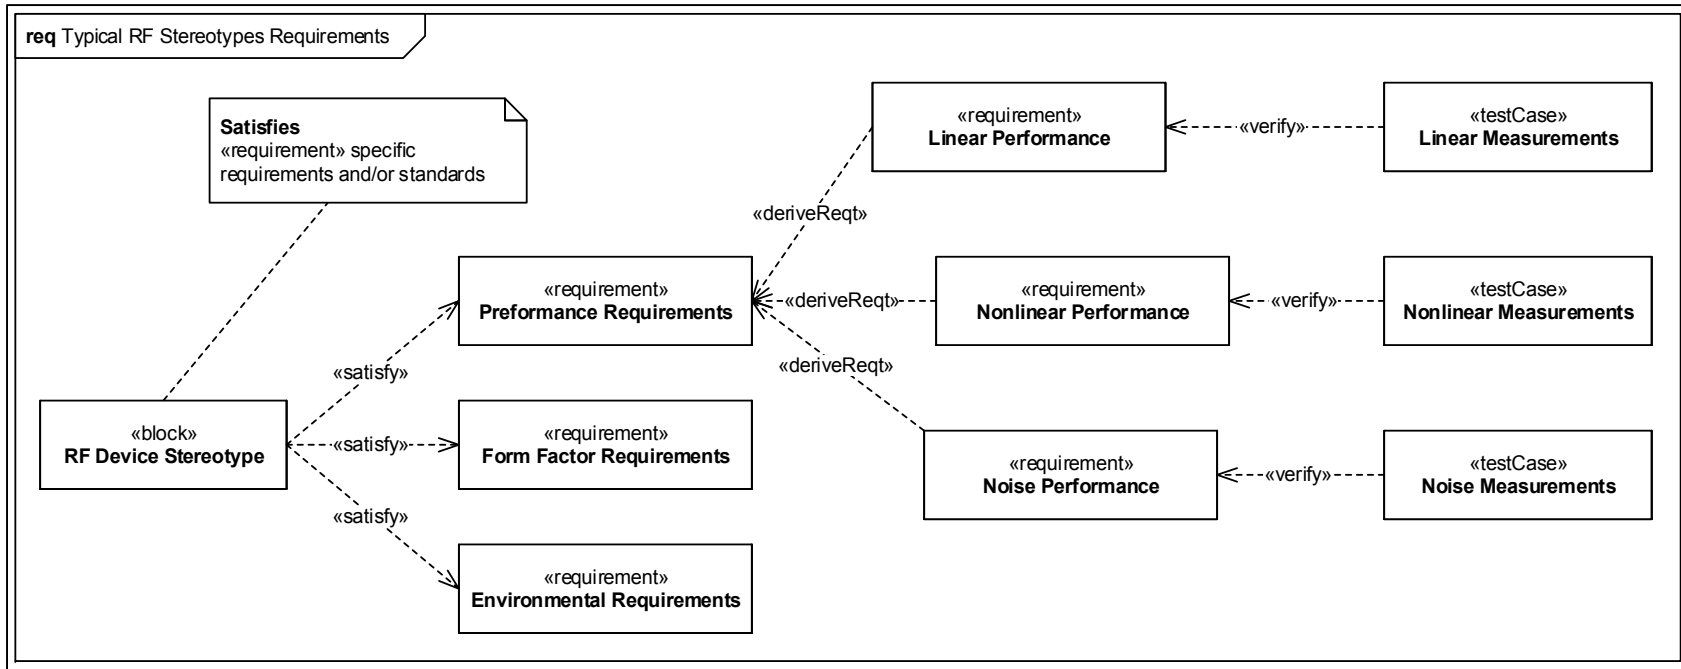 req Typical RF Stereotypes Requirements
Satisfies
«requirement» specific
requirements and/or standards
«requirement»
Linear Performance
«verify»
«testCase»
Linear Measurements
«deriveReqt»
«requirement»
Preformance Requirements
«deriveReqt»
«requirement»
Nonlinear Performance
«verify»
«testCase»
Nonlinear Measurements
«deriveReqt»
«satisfy»
«block»
RF Device Stereotype
«satisfy»
«requirement»
Form Factor Requirements
«requirement»
Noise Performance
«verify»
«testCase»
Noise Measurements
«satisfy»
«requirement»
Environmental Requirements